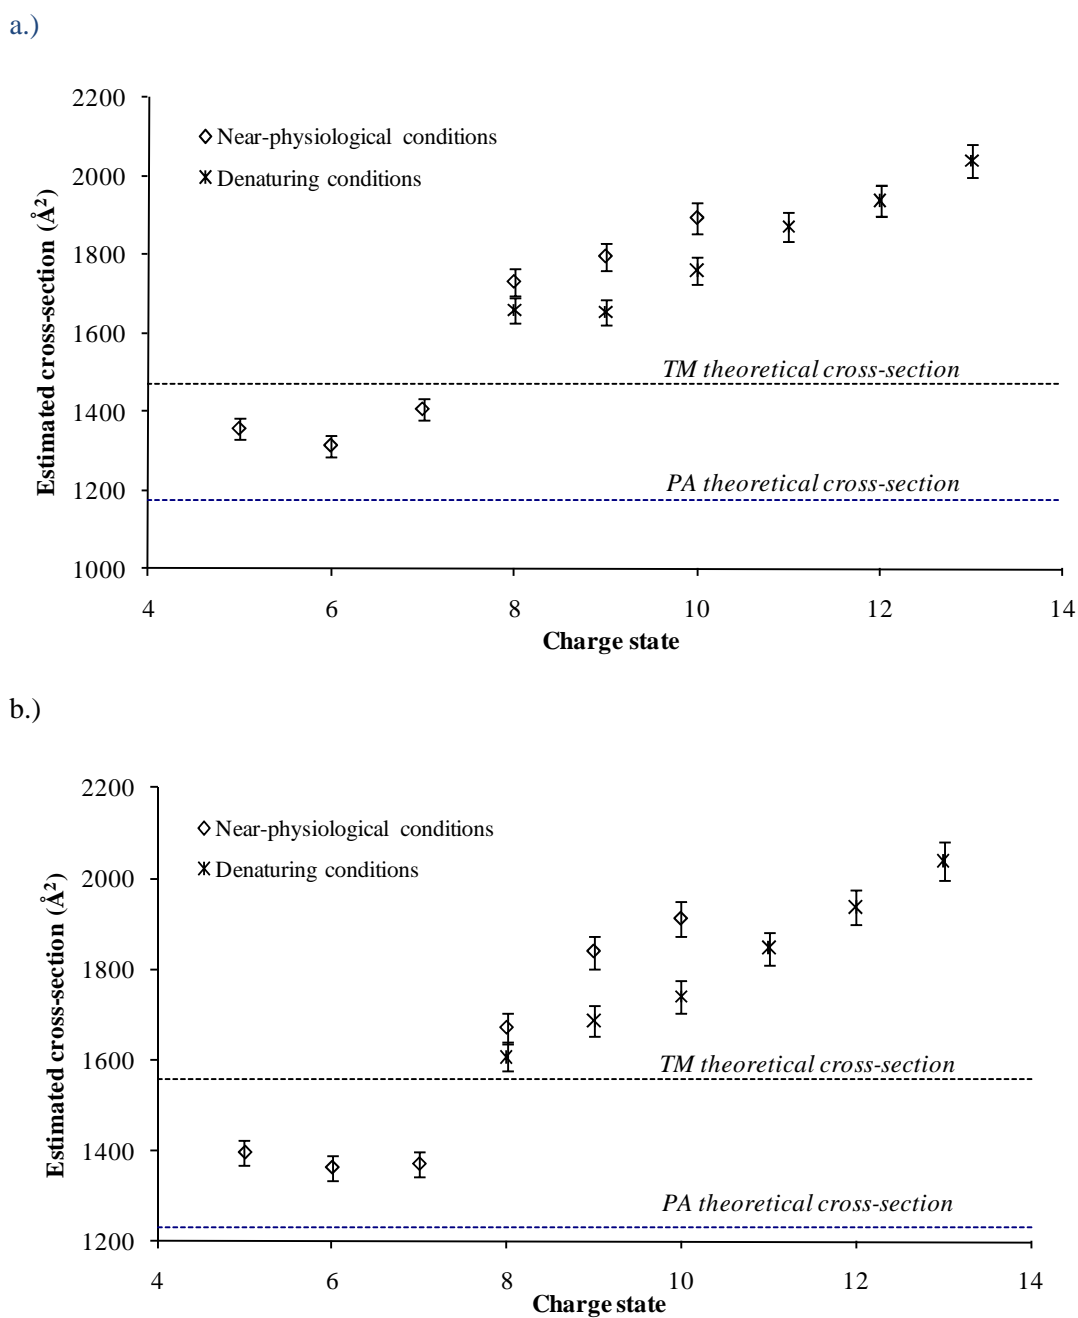 a.)
2200
2000
1800
1600
1400
1200
1000
Estimated cross-section (Å²)
◇ Near-physiological conditions
Denaturing conditions
TM theoretical cross-section
PA theoretical cross-section
4 6 8 10 12 14
Charge state
b.)
2200
2000
1800
1600
1400
1200
Estimated cross-section (Å²)
◇ Near-physiological conditions
Denaturing conditions
TM theoretical cross-section
PA theoretical cross-section
4 6 8 10 12 14
Charge state